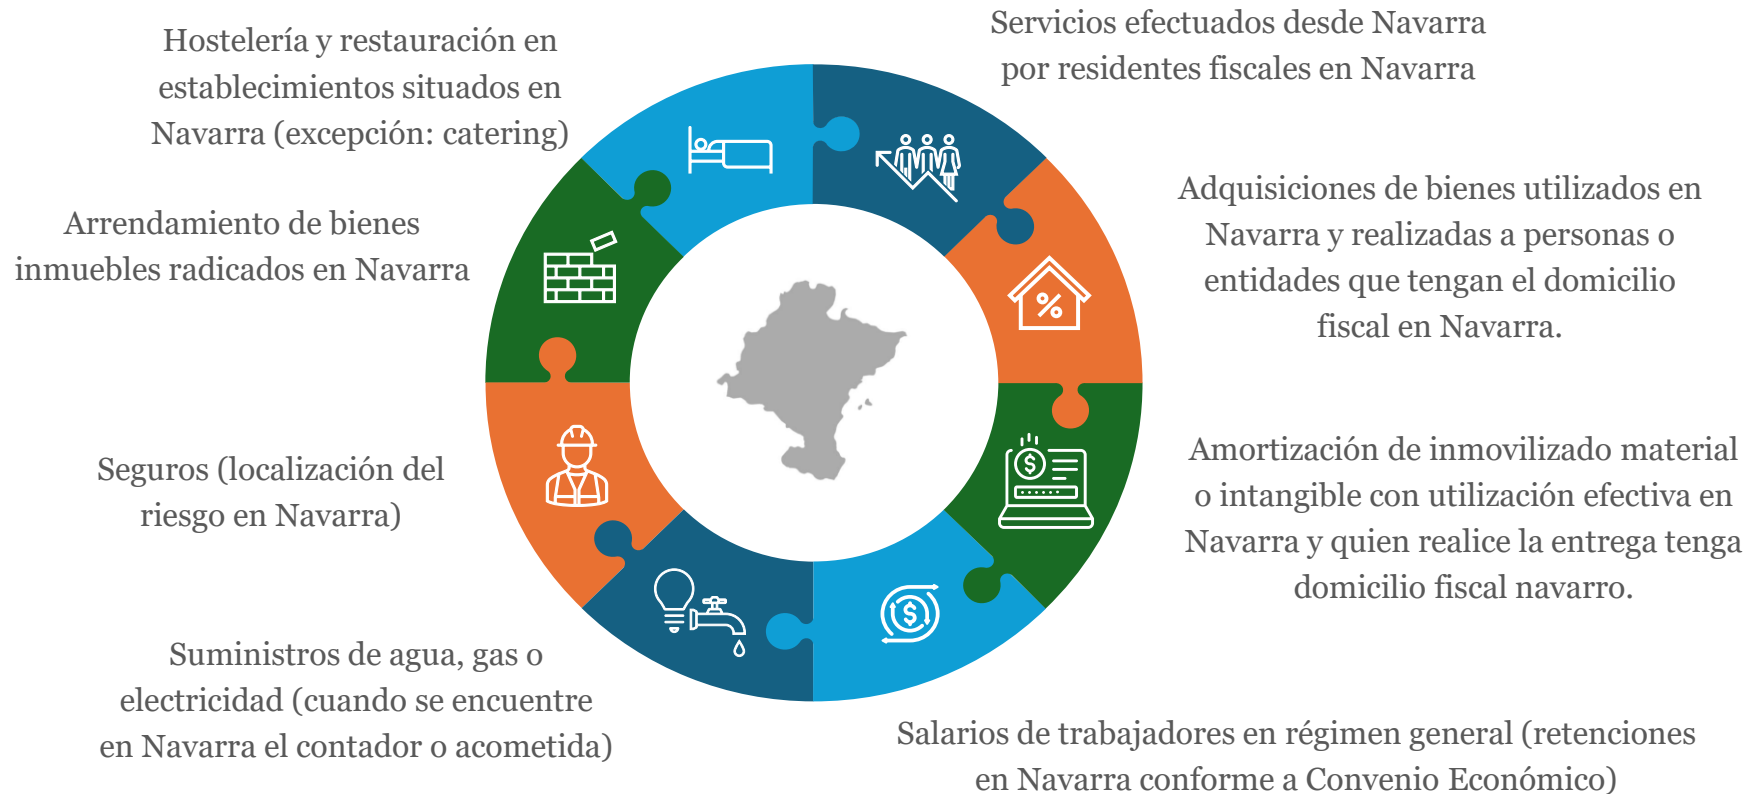 Hostelería y restauración en
establecimientos situados en
Navarra (excepción: catering)
Servicios efectuados desde Navarra
por residentes fiscales en Navarra
Arrendamiento de bienes
inmuebles radicados en Navarra
Adquisiciones de bienes utilizados en
Navarra y realizadas a personas o
entidades que tengan el domicilio
fiscal en Navarra.
Seguros (localización del
riesgo en Navarra)
Amortización de inmovilizado material
o intangible con utilización efectiva en
Navarra y quien realice la entrega tenga
domicilio fiscal navarro.
Suministros de agua, gas o
electricidad (cuando se encuentre
en Navarra el contador o acometida)
Salarios de trabajadores en régimen general (retenciones
en Navarra conforme a Convenio Económico)